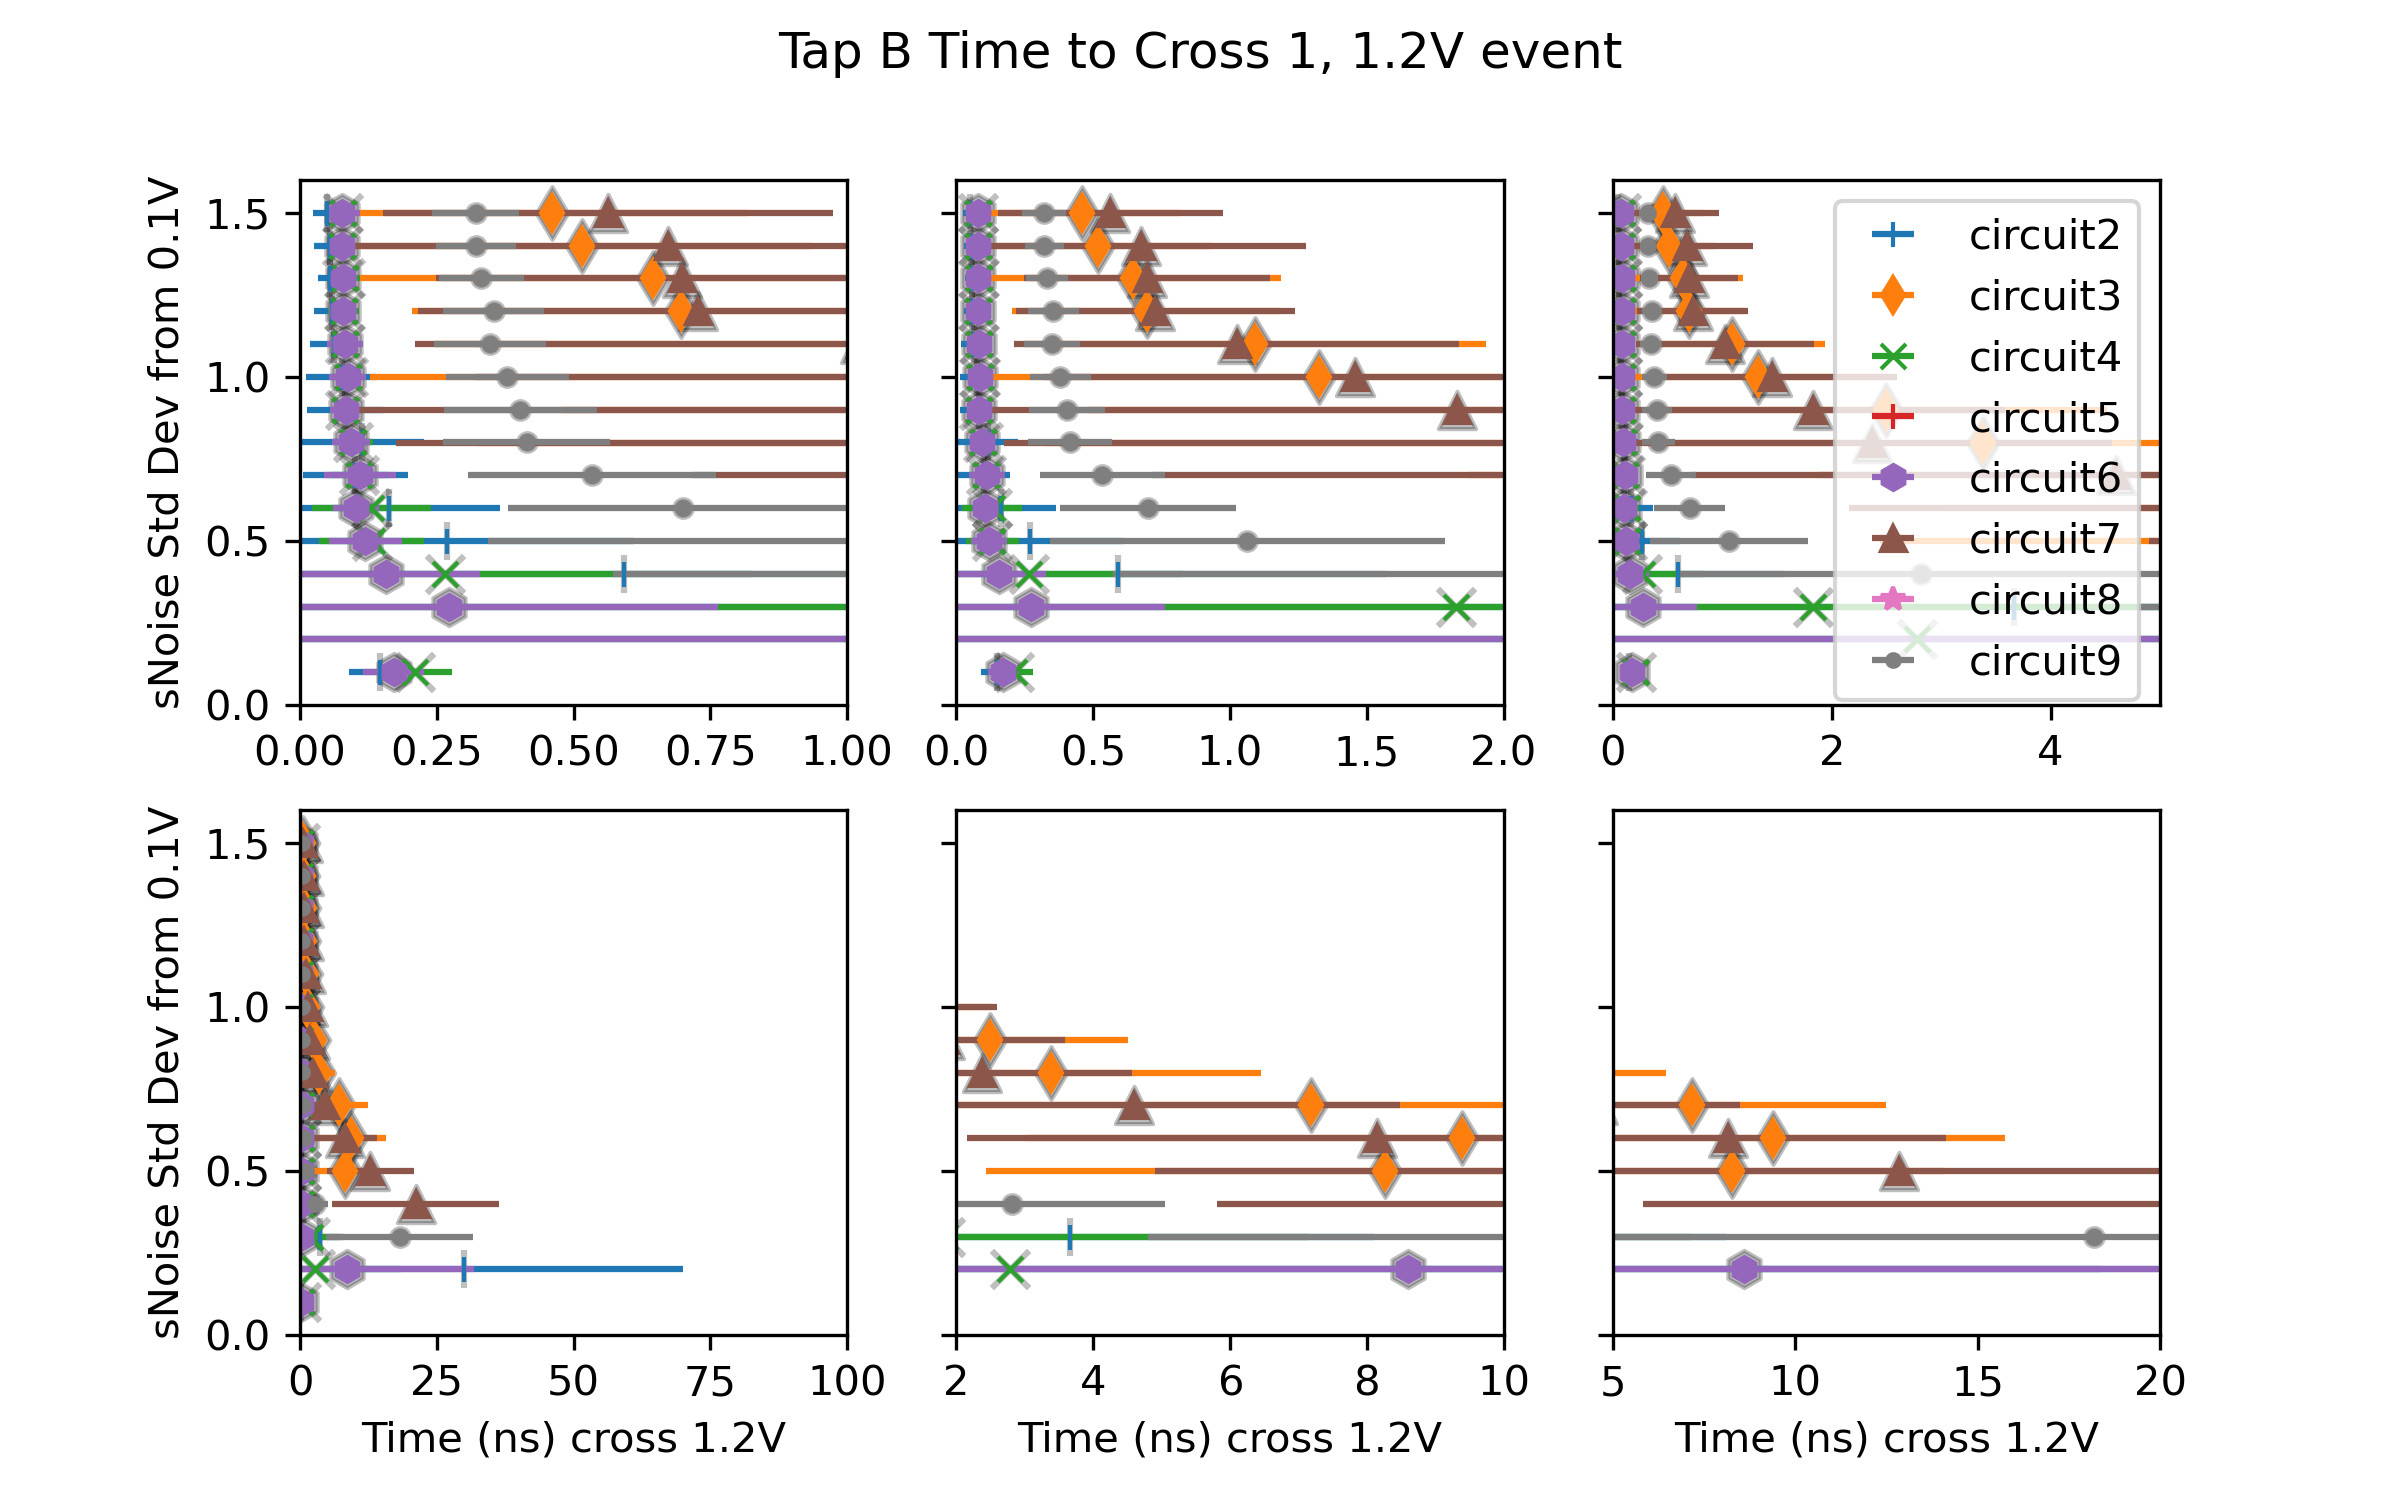 Tap B Time to Cross 1, 1.2V event
sNoise Std Dev from 0.1V
1.5
1.0
0.5
0.0
0.00 0.25 0.50 0.75 1.00
0.0 0.5 1.0 1.5 2.0
0 2 4
circuit2
circuit3
circuit4
circuit5
circuit6
circuit7
circuit8
circuit9
sNoise Std Dev from 0.1V
1.5
1.0
0.5
0.0
0 25 50 75 100
Time (ns) cross 1.2V
2 4 6 8 10
Time (ns) cross 1.2V
5 10 15 20
Time (ns) cross 1.2V